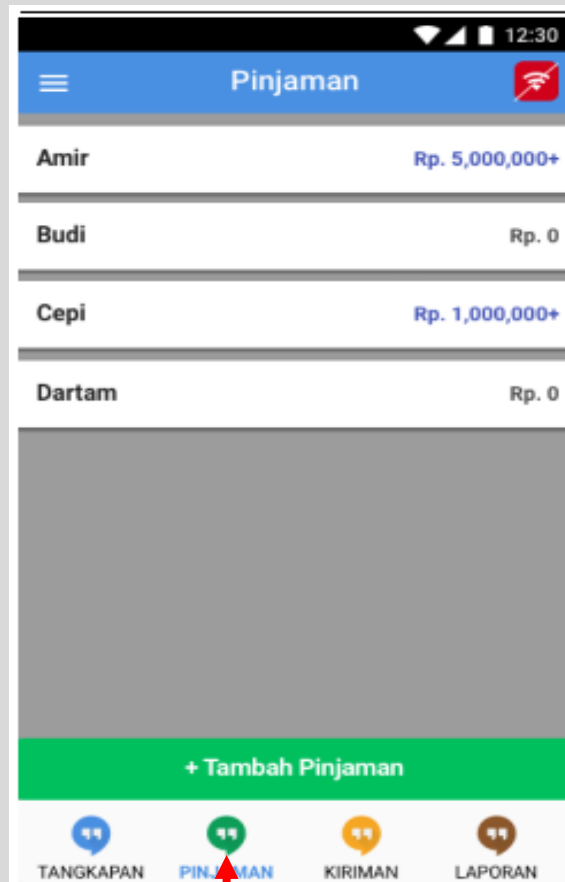 12:30
Pinjaman
Amir Rp. 5,000,000+
Budi Rp. 0
Cepi Rp. 1,000,000+
Dartam Rp. 0
+ Tambah Pinjaman
TANGKAPAN PINJAMAN KIRIMAN LAPORAN